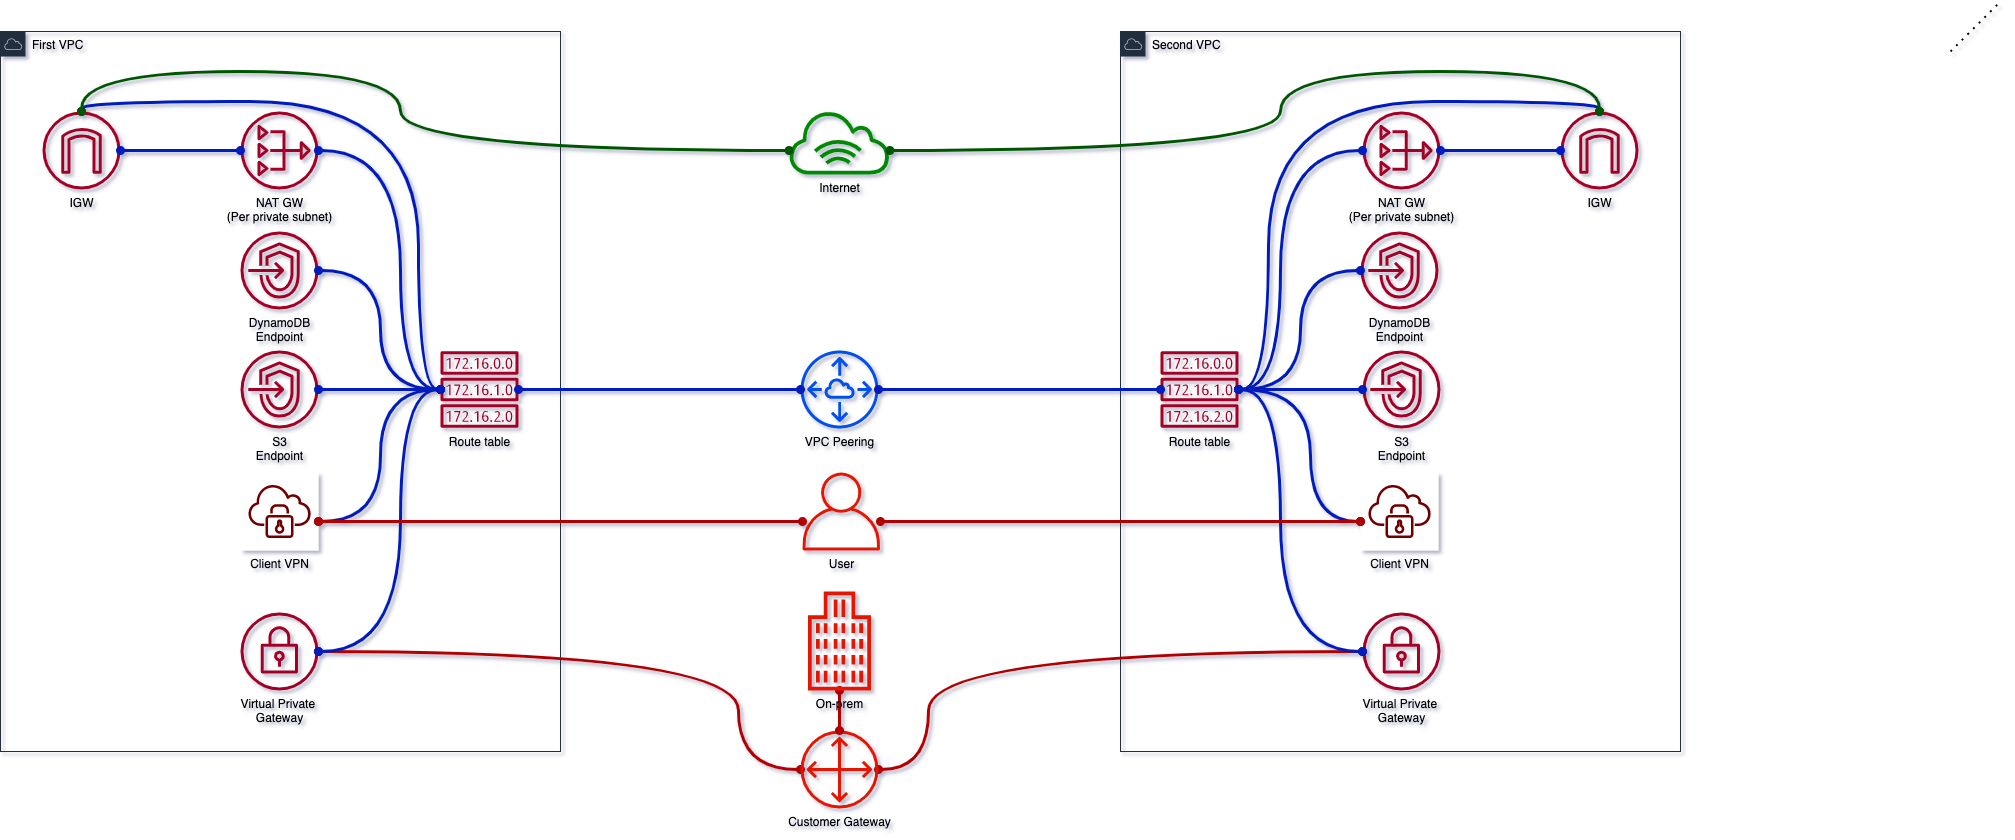 First VPC
Second VPC
Internet
IGW
NAT GW
(Per private subnet)
NAT GW
(Per private subnet)
IGW
DynamoDB
Endpoint
DynamoDB
Endpoint
172.16.0.0
172.16.1.0
172.16.2.0
Route table
172.16.0.0
172.16.1.0
172.16.2.0
Route table
S3
Endpoint
VPC Peering
S3
Endpoint
Client VPN
User
Client VPN
Virtual Private
Gateway
On-prem
Virtual Private
Gateway
Customer Gateway